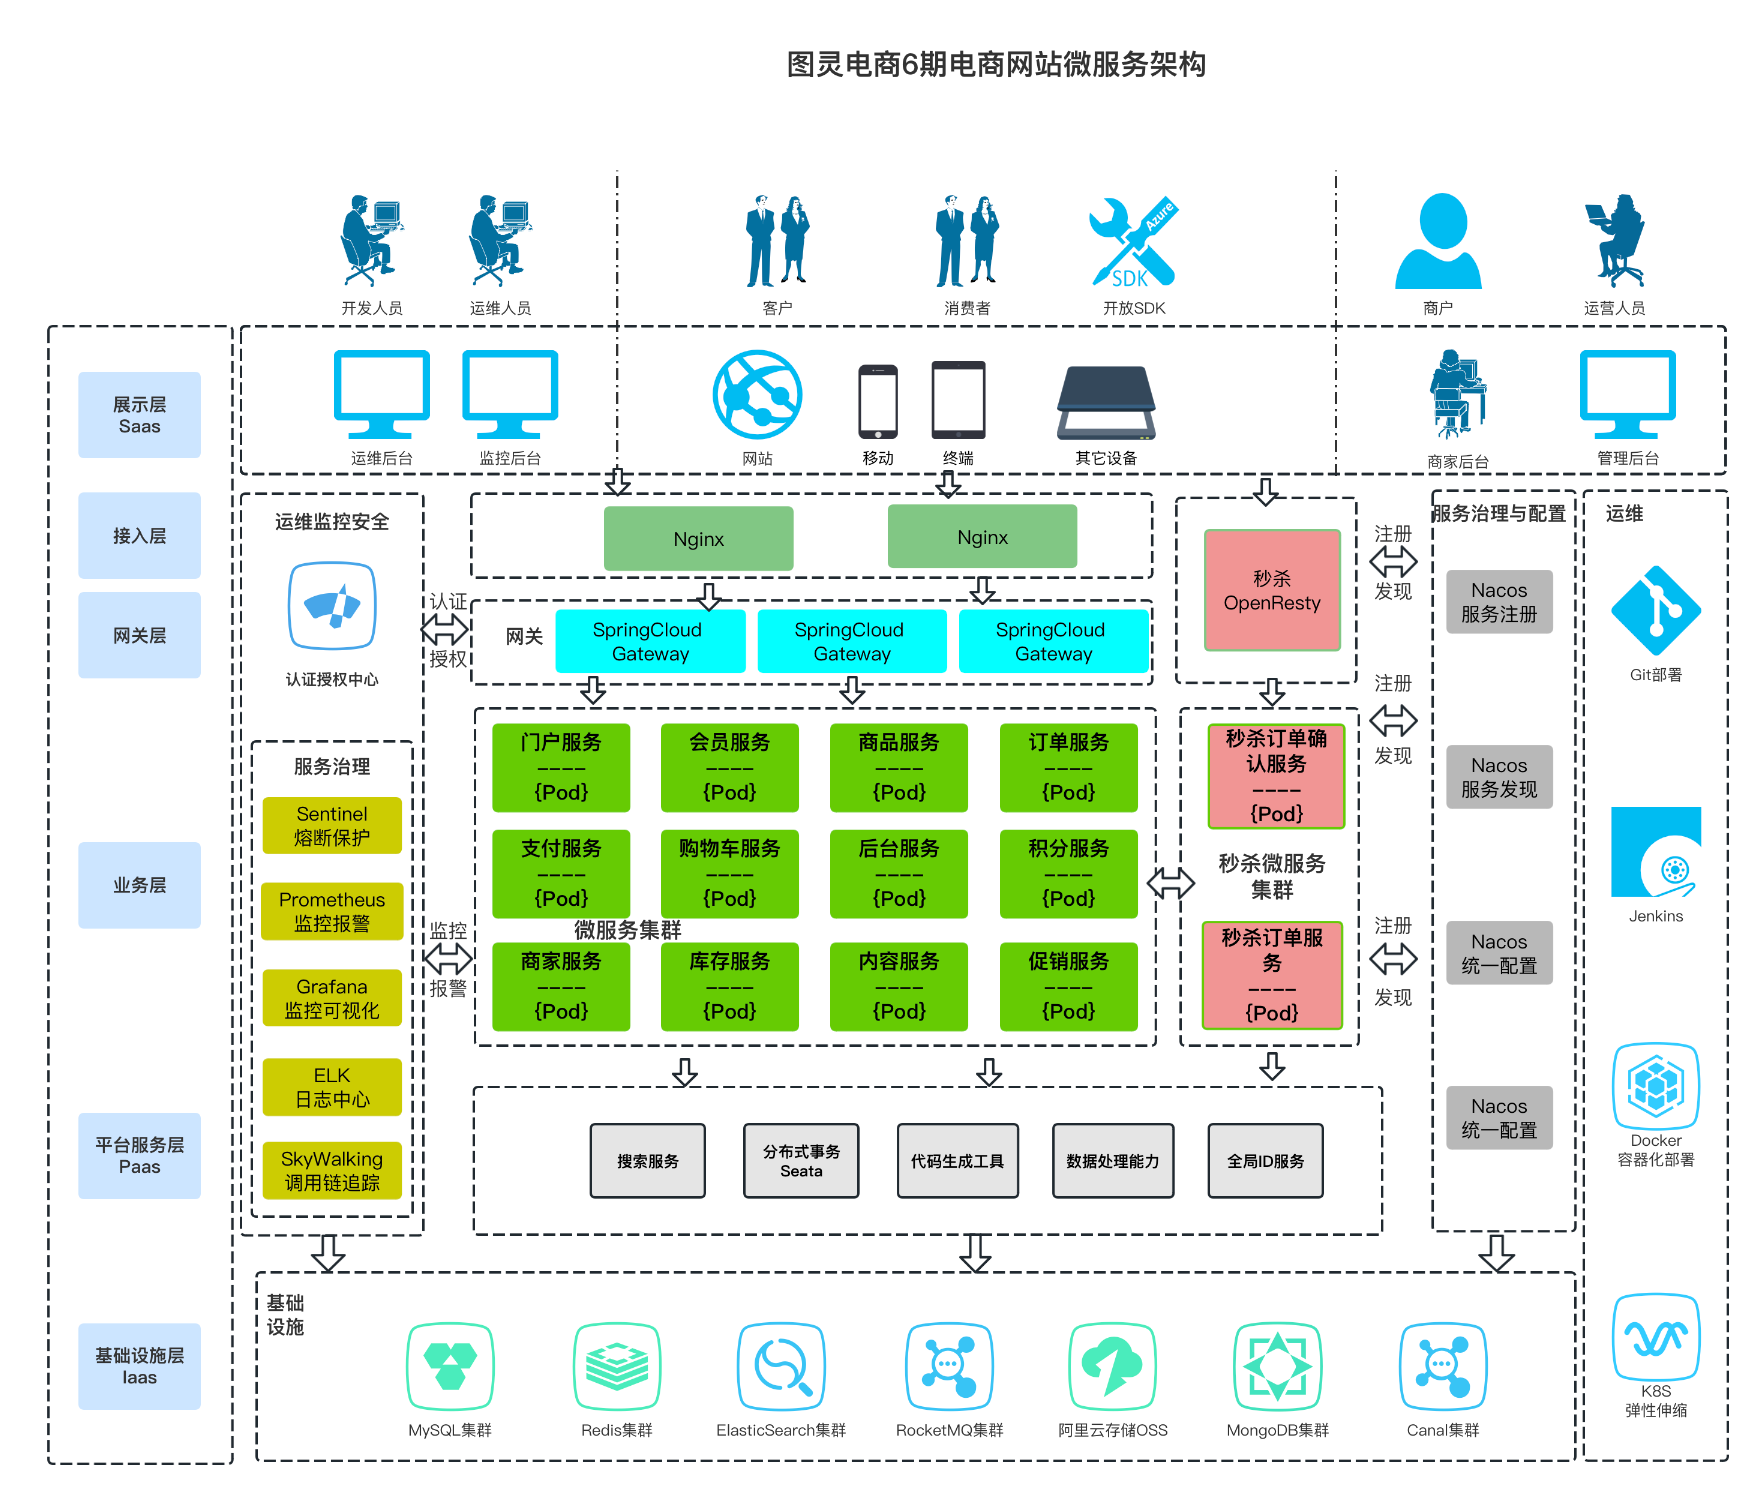 图灵电商6期电商网站微服务架构
开发人员
运维人员
客户
消费者
Azure
SDK
开放SDK
商户
运营人员
展示层
Saas
运维后台
监控后台
网站
移动
终端
其它设备
商家后台
管理后台
接入层
网关层
业务层
平台服务层
Paas
基础设施层
Iaas
运维监控安全
认证授权中心
服务治理
Sentinel
熔断保护
Prometheus
监控报警
Grafana
监控可视化
ELK
日志中心
SkyWalking
调用链追踪
认证
授权
监控
报警
Nginx
Nginx
网关
SpringCloud
Gateway
SpringCloud
Gateway
SpringCloud
Gateway
门户服务
----
{Pod}
会员服务
----
{Pod}
商品服务
----
{Pod}
订单服务
----
{Pod}
支付服务
----
{Pod}
购物车服务
----
{Pod}
后台服务
----
{Pod}
积分服务
----
{Pod}
微服务集群
商家服务
----
{Pod}
库存服务
----
{Pod}
内容服务
----
{Pod}
促销服务
----
{Pod}
秒杀
OpenResty
秒杀订单确
认服务
----
{Pod}
秒杀微服务
集群
秒杀订单服
务
----
{Pod}
注册
发现
注册
发现
注册
发现
服务治理与配置
Nacos
服务注册
Nacos
服务发现
Nacos
统一配置
Nacos
统一配置
运维
Git部署
Jenkins
Docker
容器化部署
K8S
弹性伸缩
搜索服务
分布式事务
Seata
代码生成工具
数据处理能力
全局ID服务
基础
设施
MySQL集群
Redis集群
ElasticSearch集群
RocketMQ集群
阿里云存储OSS
MongoDB集群
Canal集群